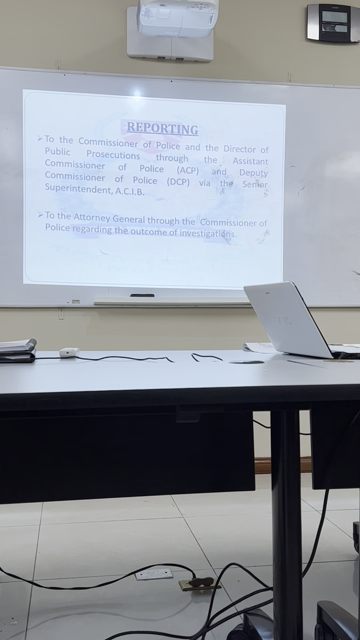 REPORTING
➢To the Commissioner of Police and the Director of
Public Prosecutions through the Assistant
Commissioner of Police (ACP) and Deputy
Commissioner of Police (DCP) via the Senior
Superintendent, A.C.I.B.
➢To the Attorney General through the Commissioner of
Police regarding the outcome of investigations.